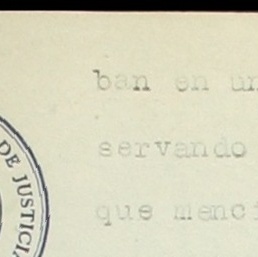 ban en un
servando
que menci
DE JUSTICIA